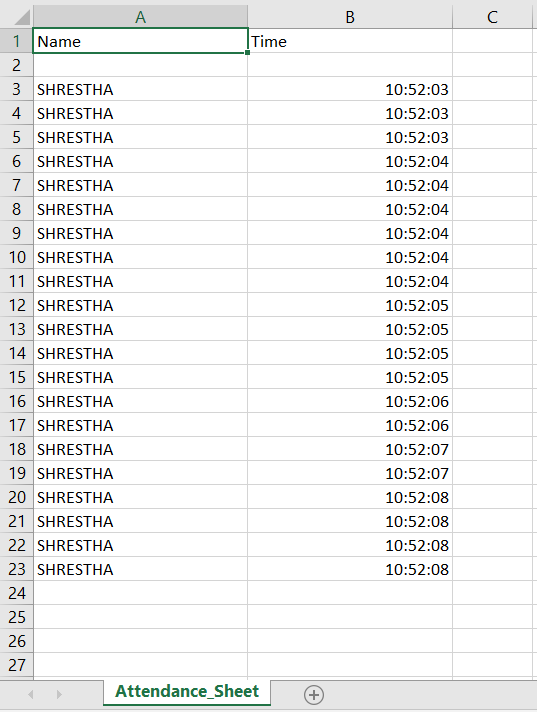 A B C
1 Name Time
2
3 SHRESTHA 10:52:03
4 SHRESTHA 10:52:03
5 SHRESTHA 10:52:03
6 SHRESTHA 10:52:04
7 SHRESTHA 10:52:04
8 SHRESTHA 10:52:04
9 SHRESTHA 10:52:04
10 SHRESTHA 10:52:04
11 SHRESTHA 10:52:04
12 SHRESTHA 10:52:05
13 SHRESTHA 10:52:05
14 SHRESTHA 10:52:05
15 SHRESTHA 10:52:05
16 SHRESTHA 10:52:06
17 SHRESTHA 10:52:06
18 SHRESTHA 10:52:07
19 SHRESTHA 10:52:07
20 SHRESTHA 10:52:08
21 SHRESTHA 10:52:08
22 SHRESTHA 10:52:08
23 SHRESTHA 10:52:08
24
25
26
27
Attendance_Sheet